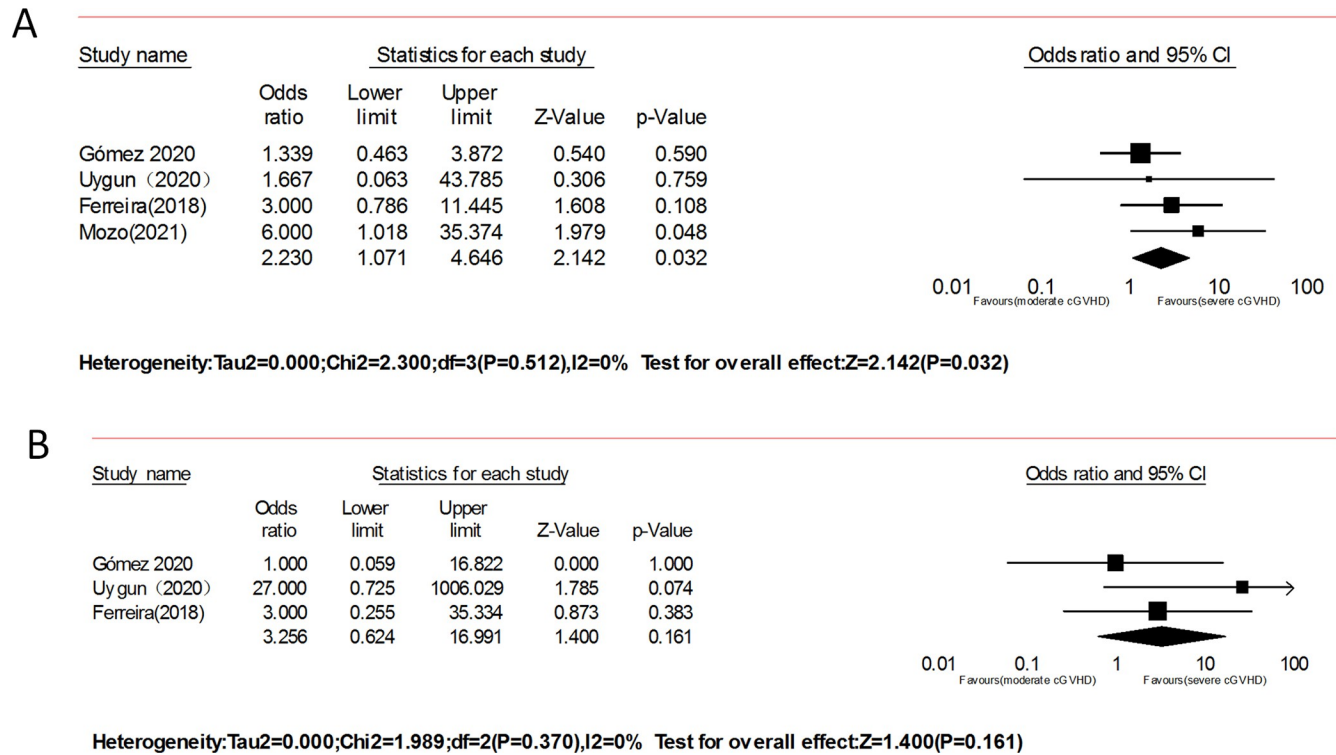 A
Study name Statistics for each study Odds ratio and 95% CI
Odds ratio Lower limit Upper limit Z-Value p-Value
Gómez 2020 1.339 0.463 3.872 0.540 0.590
Uygun（2020） 1.667 0.063 43.785 0.306 0.759
Ferreira(2018) 3.000 0.786 11.445 1.608 0.108
Mozo(2021) 6.000 1.018 35.374 1.979 0.048
2.230 1.071 4.646 2.142 0.032
0.01 0.1 1 10 100
Favours(moderate cGVHD) Favours(severe cGVHD)
Heterogeneity:Tau2=0.000;Chi2=2.300;df=3(P=0.512),I2=0% Test for overall effect:Z=2.142(P=0.032)
B
Study name Statistics for each study Odds ratio and 95% CI
Odds ratio Lower limit Upper limit Z-Value p-Value
Gómez 2020 1.000 0.059 16.822 0.000 1.000
Uygun（2020） 27.000 0.725 1006.029 1.785 0.074
Ferreira(2018) 3.000 0.255 35.334 0.873 0.383
3.256 0.624 16.991 1.400 0.161
0.01 0.1 1 10 100
Favours(moderate cGVHD) Favours(severe cGVHD)
Heterogeneity:Tau2=0.000;Chi2=1.989;df=2(P=0.370),I2=0% Test for overall effect:Z=1.400(P=0.161)